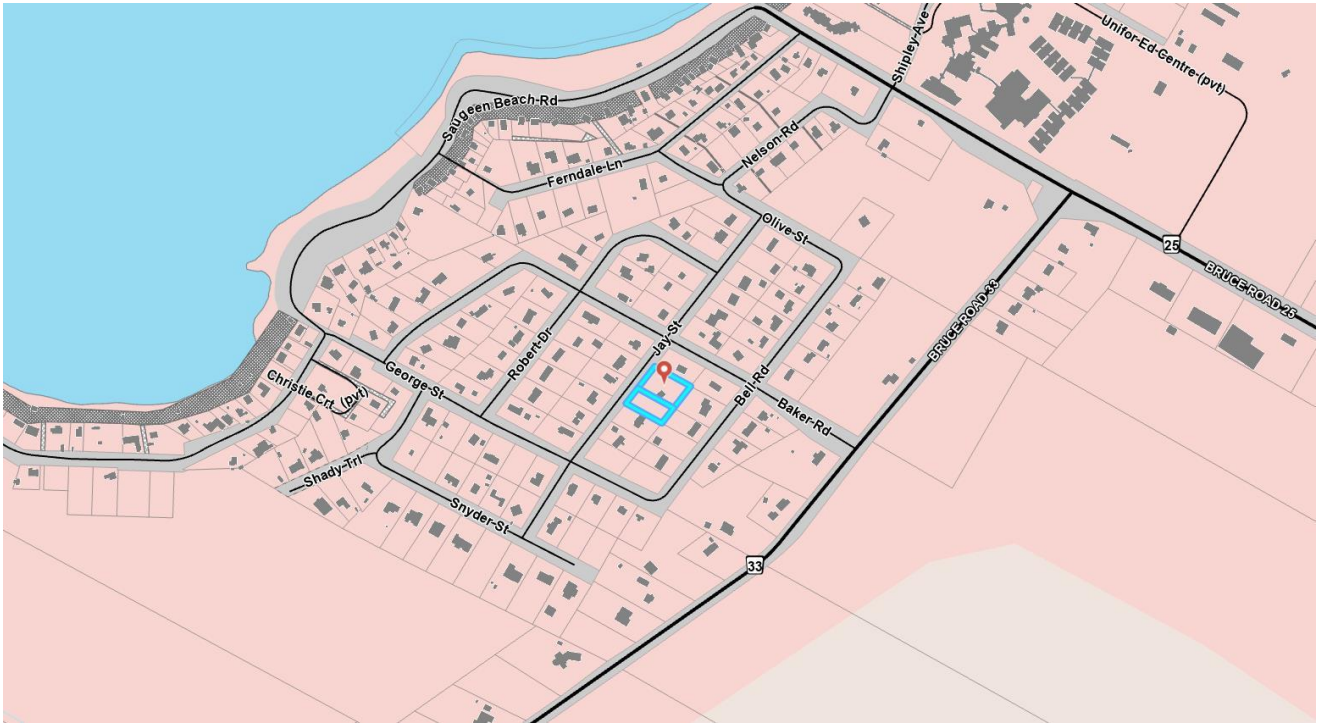 Unifor-Ed-Centre-(pvt)
Shipley-Ave
Saugeen Beach-Rd
Nelson-Rd
Ferndale-Ln
Olive-St
25
BRUCE-ROAD-25
BRUCE-ROAD-33
Jay-St
Robert-Dr
Christie-Crt (pvt)
George-St
Bell-Rd
Baker-Rd
Shady-Trl
Snyder-St
33